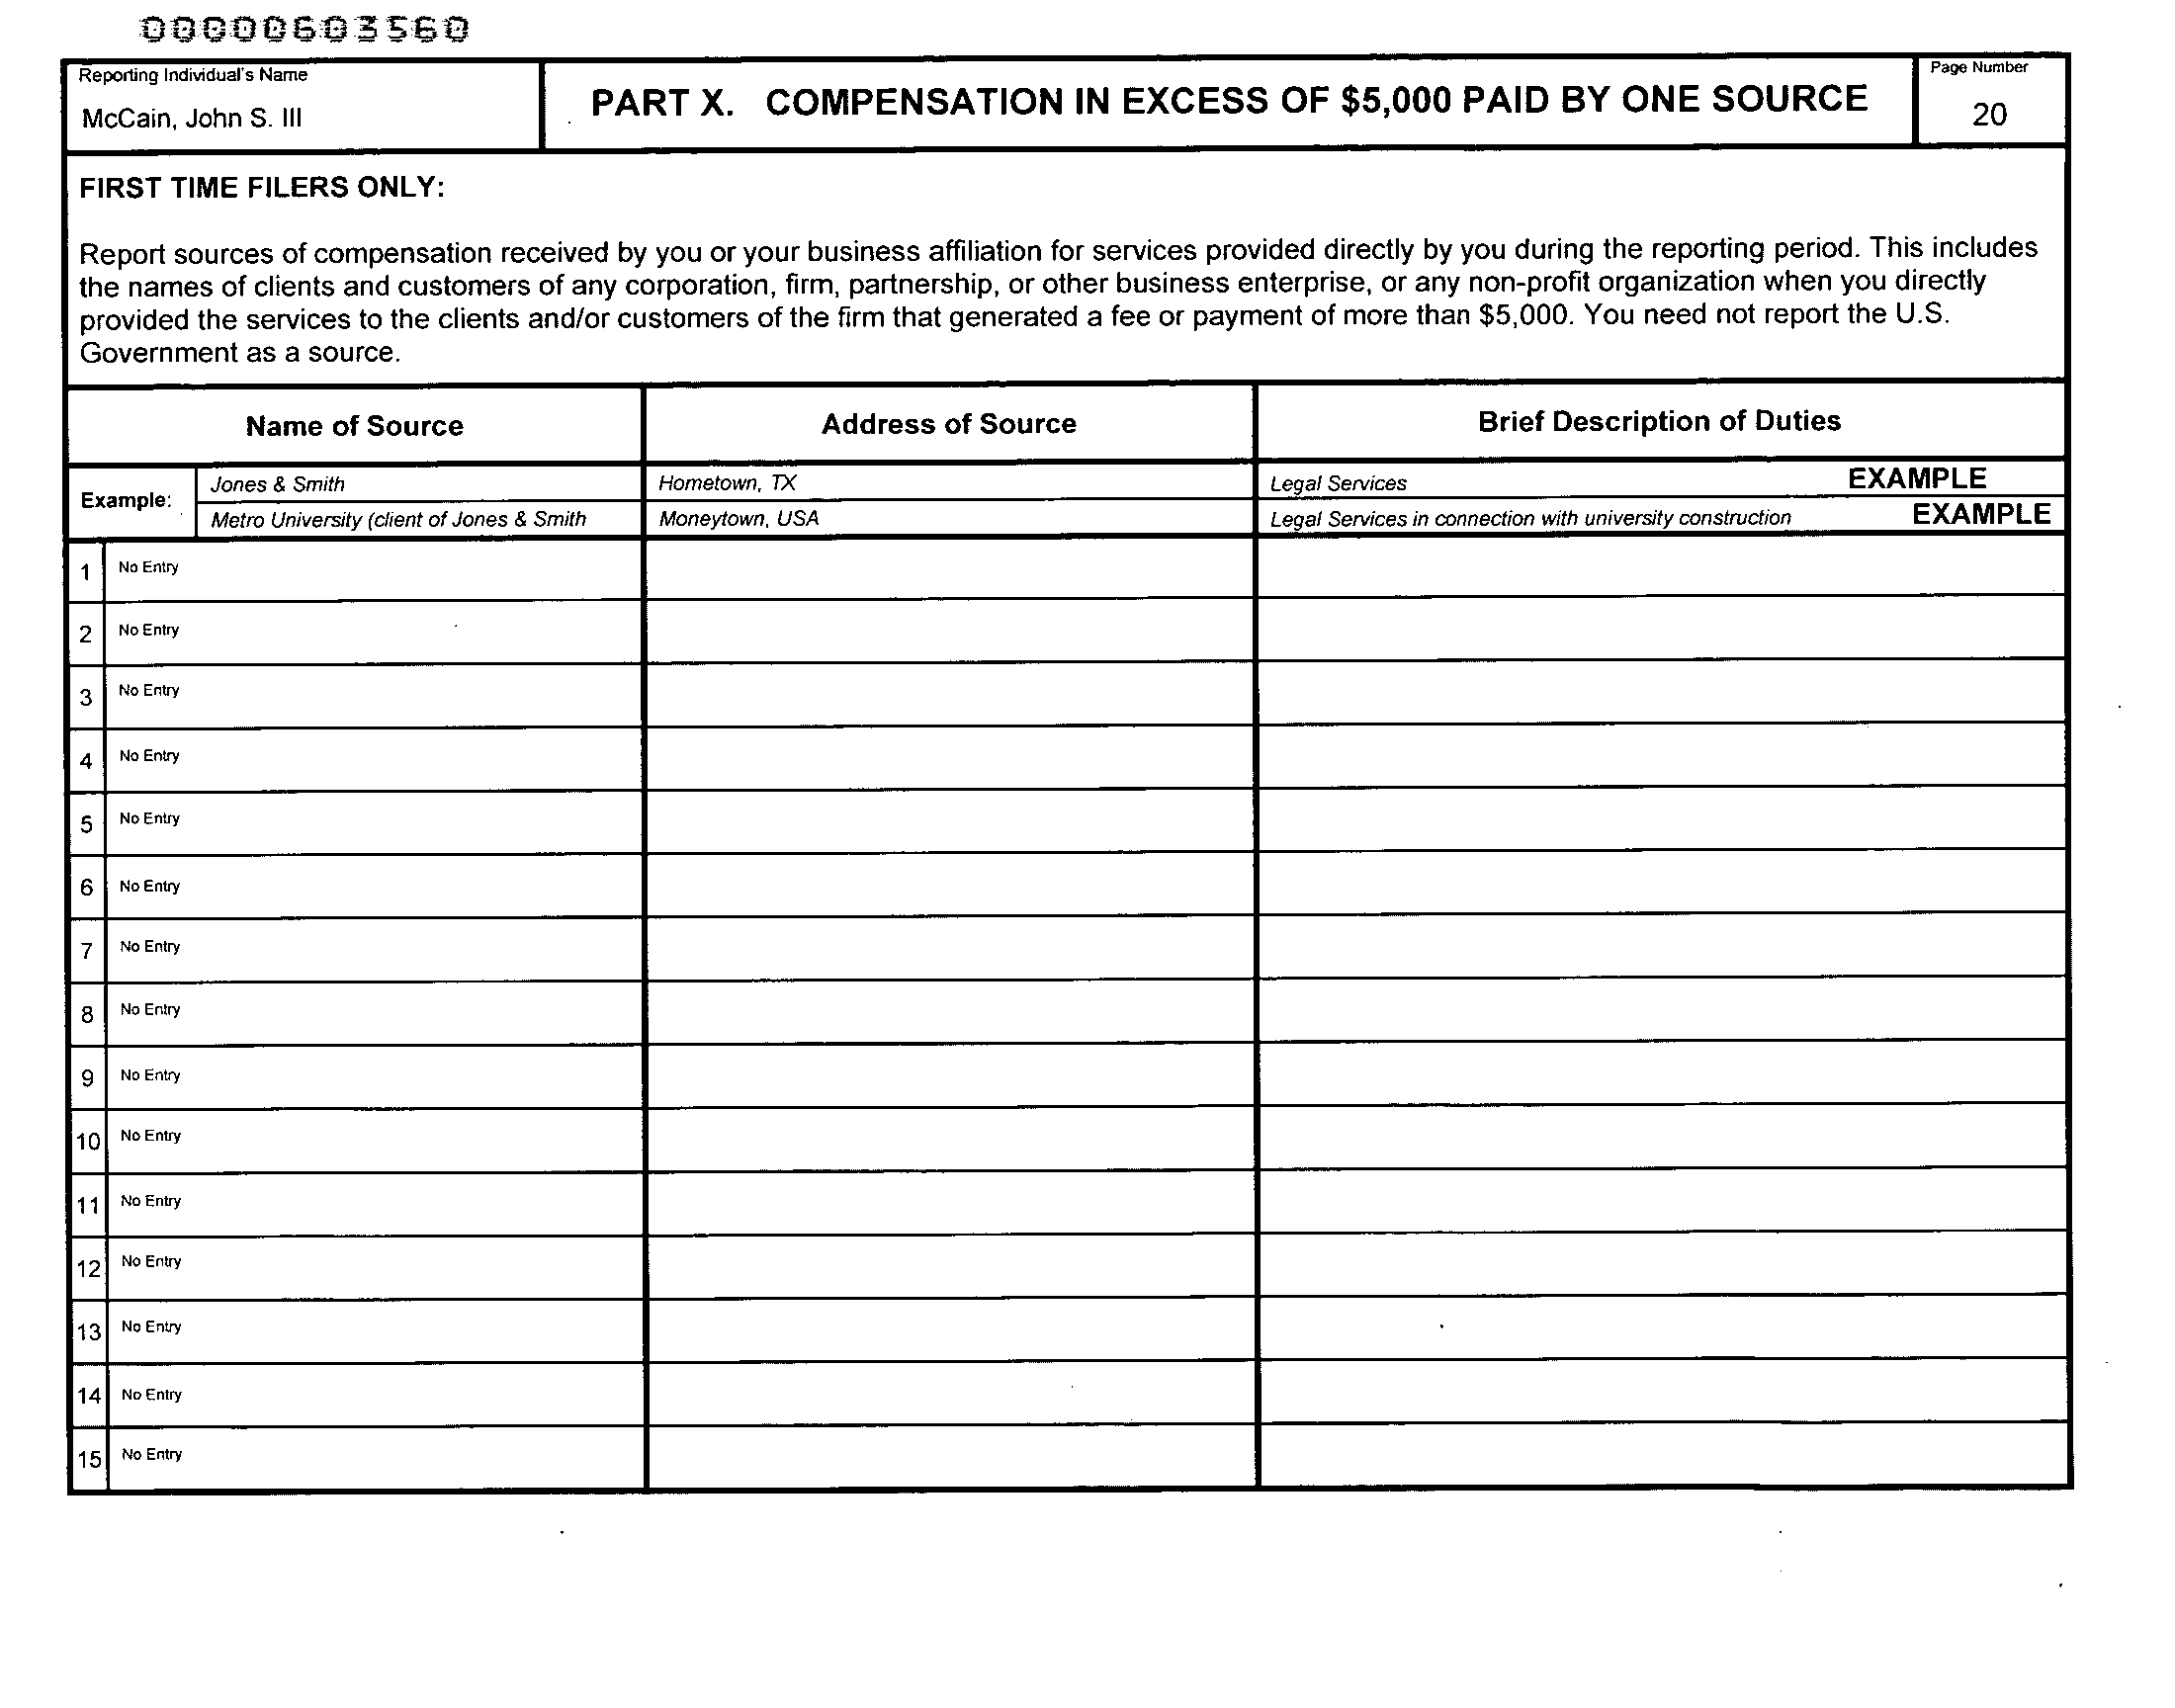 00000603560
Reporting Individual's Name
McCain, John S. III
PART X. COMPENSATION IN EXCESS OF $5,000 PAID BY ONE SOURCE
Page Number
20
FIRST TIME FILERS ONLY:
Report sources of compensation received by you or your business affiliation for services provided directly by you during the reporting period. This includes
the names of clients and customers of any corporation, firm, partnership, or other business enterprise, or any non-profit organization when you directly
provided the services to the clients and/or customers of the firm that generated a fee or payment of more than $5,000. You need not report the U.S.
Government as a source.
Name of Source Address of Source Brief Description of Duties
Example:
Jones & Smith Hometown, TX Legal Services EXAMPLE
Metro University (client of Jones & Smith Moneytown, USA Legal Services in connection with university construction EXAMPLE
1 No Entry
2 No Entry
3 No Entry
4 No Entry
5 No Entry
6 No Entry
7 No Entry
8 No Entry
9 No Entry
10 No Entry
11 No Entry
12 No Entry
13 No Entry
14 No Entry
15 No Entry